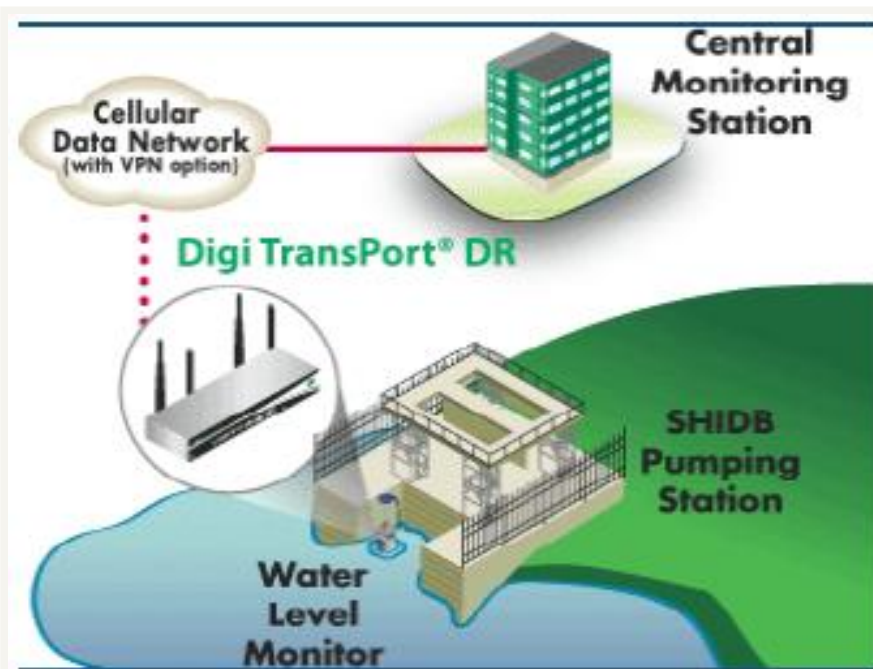 Central
Monitoring
Station
Cellular
Data Network
(with VPN option)
Digi TransPort® DR
SHIDB
Pumping
Station
Water
Level
Monitor